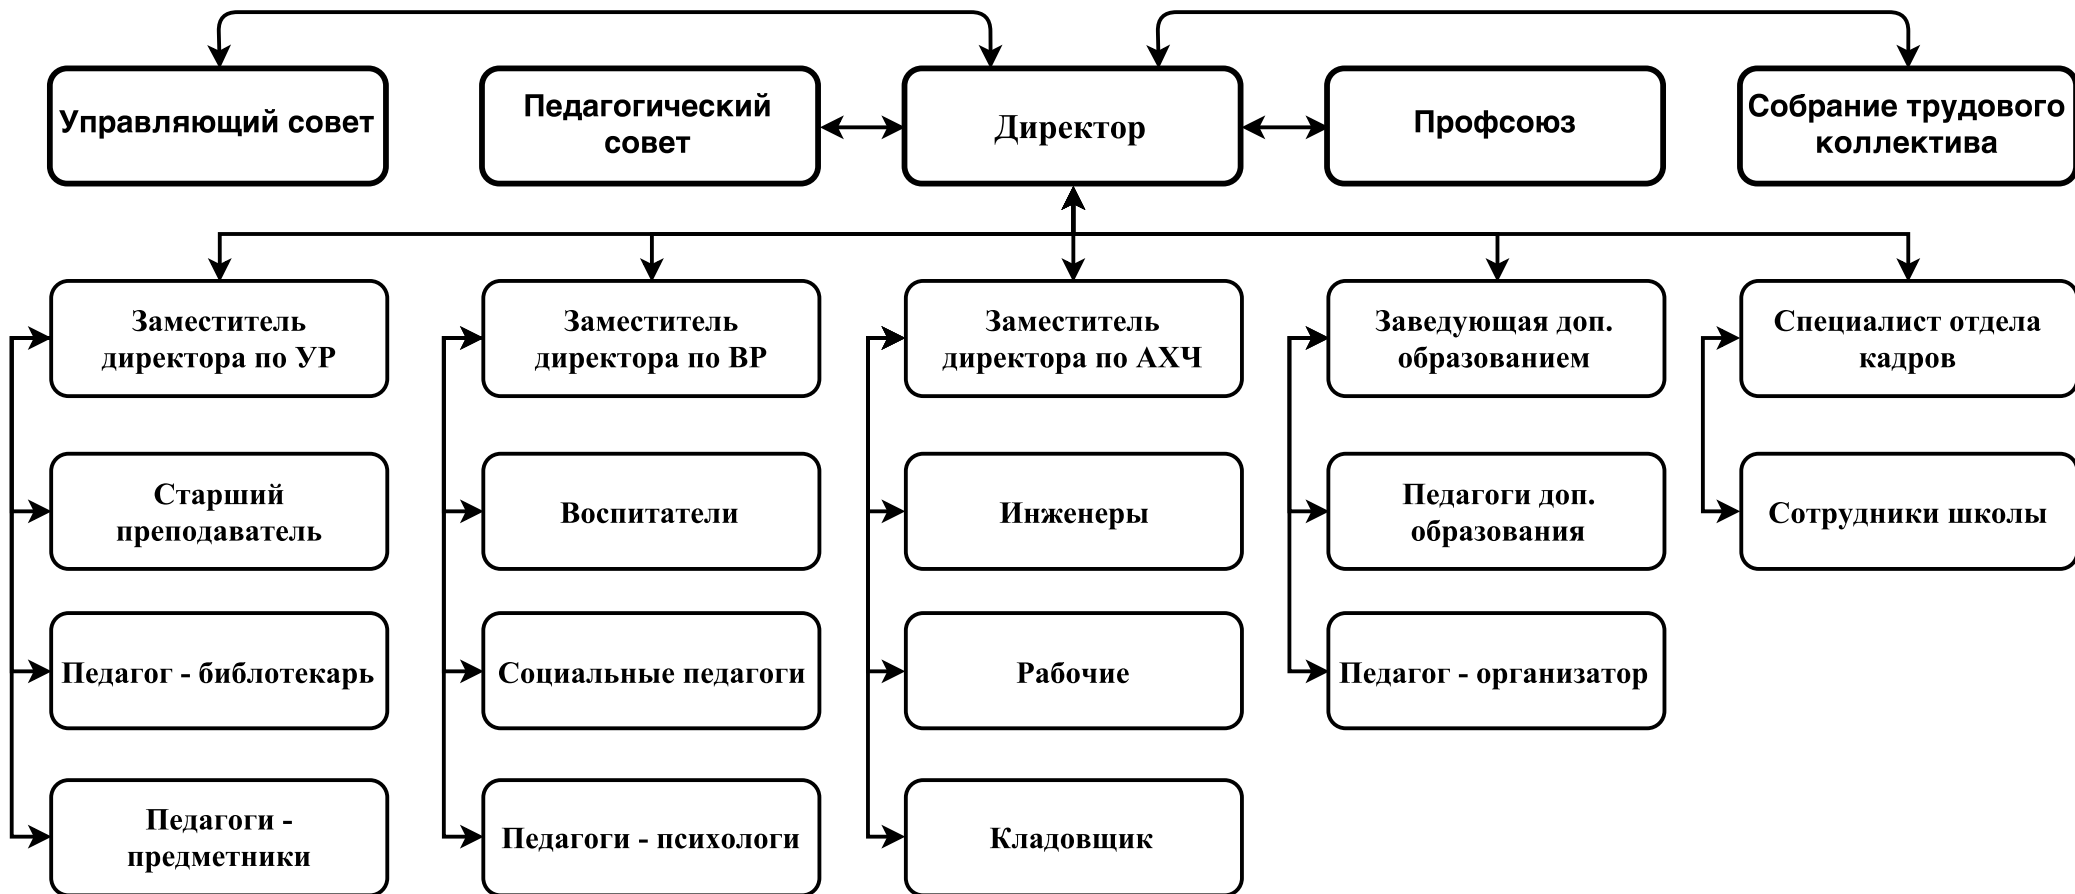 Управляющий совет
Педагогический
совет
Директор
Профсоюз
Собрание трудового
коллектива
Заместитель
директора по УР
Заместитель
директора по ВР
Заместитель
директора по АХЧ
Заведующая доп.
образованием
Специалист отдела
кадров
Старший
преподаватель
Воспитатели
Инженеры
Педагоги доп.
образования
Сотрудники школы
Педагог - библотекарь
Социальные педагоги
Рабочие
Педагог - организатор
Педагоги -
предметники
Педагоги - психологи
Кладовщик